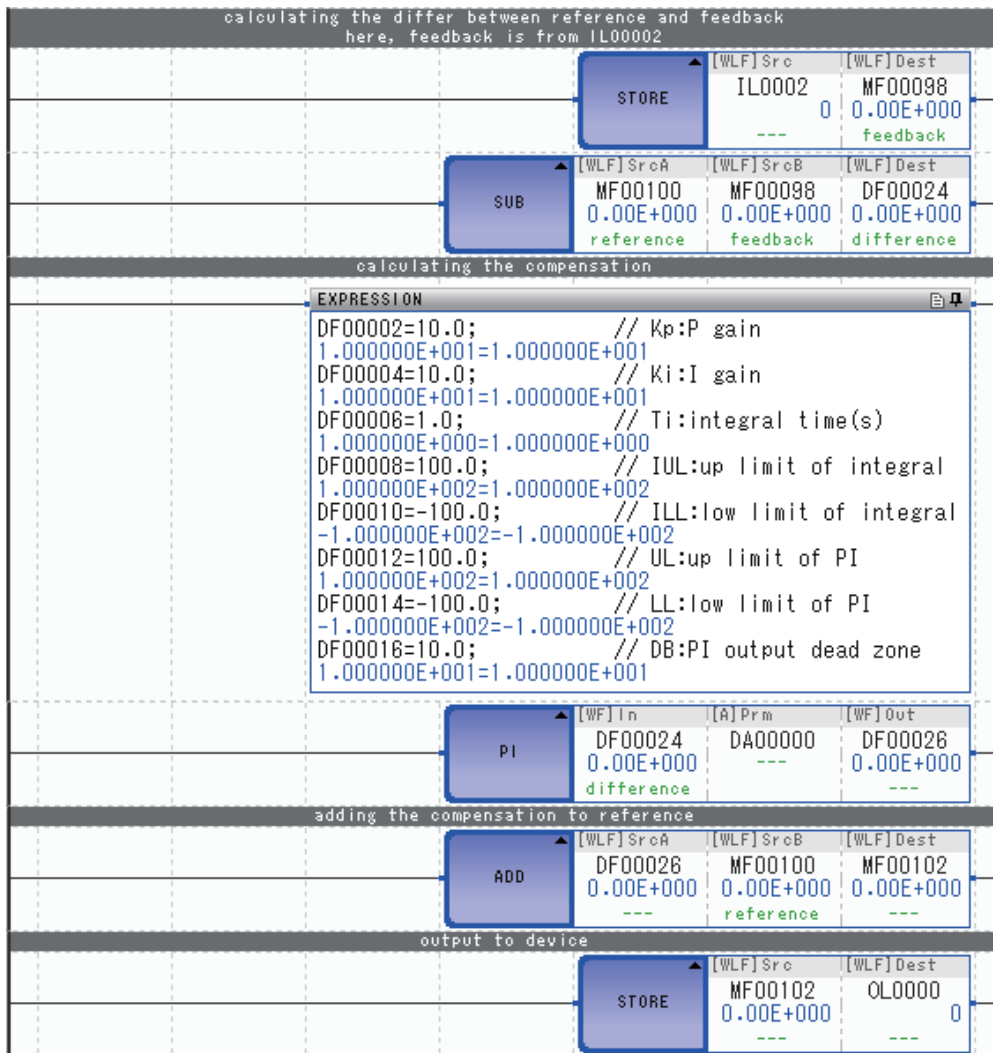 calculating the differ between reference and feedback
here, feedback is from IL00002
[WLF]Src [WLF]Dest
STORE IL0002 MF00098
0 0.00E+000
--- feedback
[WLF]SrcA [WLF]SrcB [WLF]Dest
SUB MF00100 MF00098 DF00024
0.00E+000 0.00E+000 0.00E+000
reference feedback difference
calculating the compensation
EXPRESSION
DF00002=10.0; // Kp:P gain
1.000000E+001=1.000000E+001
DF00004=10.0; // Ki:I gain
1.000000E+001=1.000000E+001
DF00006=1.0; // Ti:integral time(s)
1.000000E+000=1.000000E+000
DF00008=100.0; // IUL:up limit of integral
1.000000E+002=1.000000E+002
DF00010=-100.0; // ILL:low limit of integral
-1.000000E+002=-1.000000E+002
DF00012=100.0; // UL:up limit of PI
1.000000E+002=1.000000E+002
DF00014=-100.0; // LL:low limit of PI
-1.000000E+002=-1.000000E+002
DF00016=10.0; // DB:PI output dead zone
1.000000E+001=1.000000E+001
[WF]In [A]Prm [WF]Out
PI DF00024 DA00000 DF00026
0.00E+000 --- 0.00E+000
difference ---
adding the compensation to reference
[WLF]SrcA [WLF]SrcB [WLF]Dest
ADD DF00026 MF00100 MF00102
0.00E+000 0.00E+000 0.00E+000
--- reference ---
output to device
[WLF]Src [WLF]Dest
STORE MF00102 OL0000
0.00E+000 0
--- ---